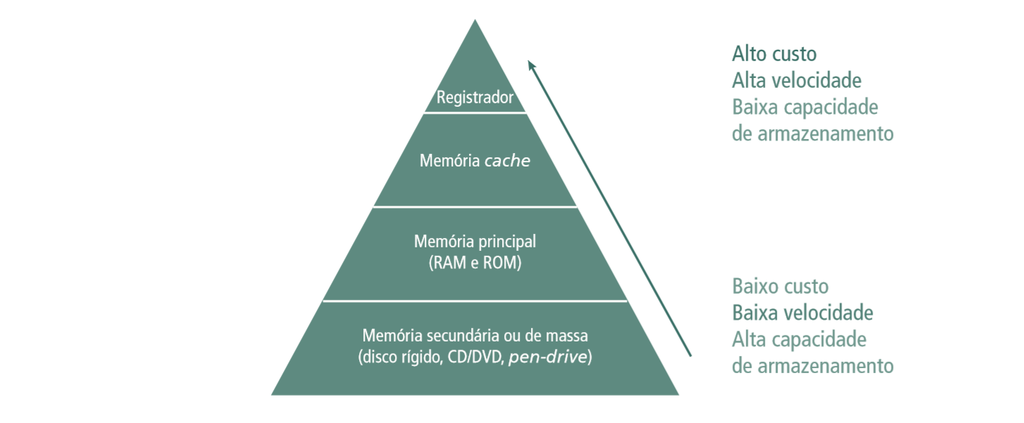 Registrador
Memória cache
Memória principal
(RAM e ROM)
Memória secundária ou de massa
(disco rígido, CD/DVD, pen-drive)
Alto custo
Alta velocidade
Baixa capacidade
de armazenamento
Baixo custo
Baixa velocidade
Alta capacidade
de armazenamento